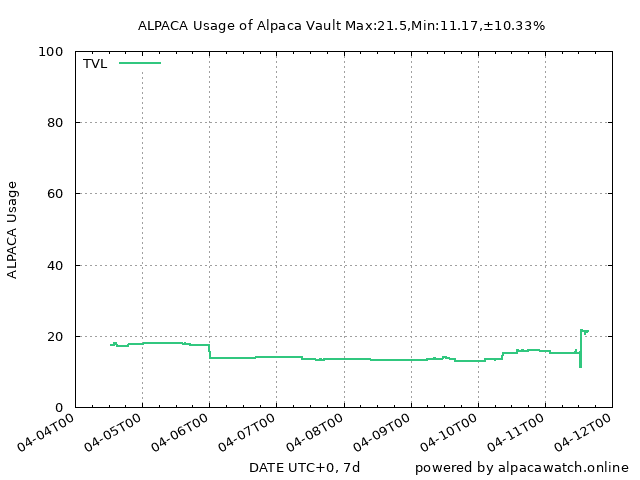 ALPACA Usage of Alpaca Vault Max:21.5,Min:11.17,±10.33%
100
TVL
80
60
40
20
0
ALPACA Usage
04-04T00
04-05T00
04-06T00
04-07T00
04-08T00
04-09T00
04-10T00
04-11T00
04-12T00
DATE UTC+0, 7d
powered by alpacawatch.online